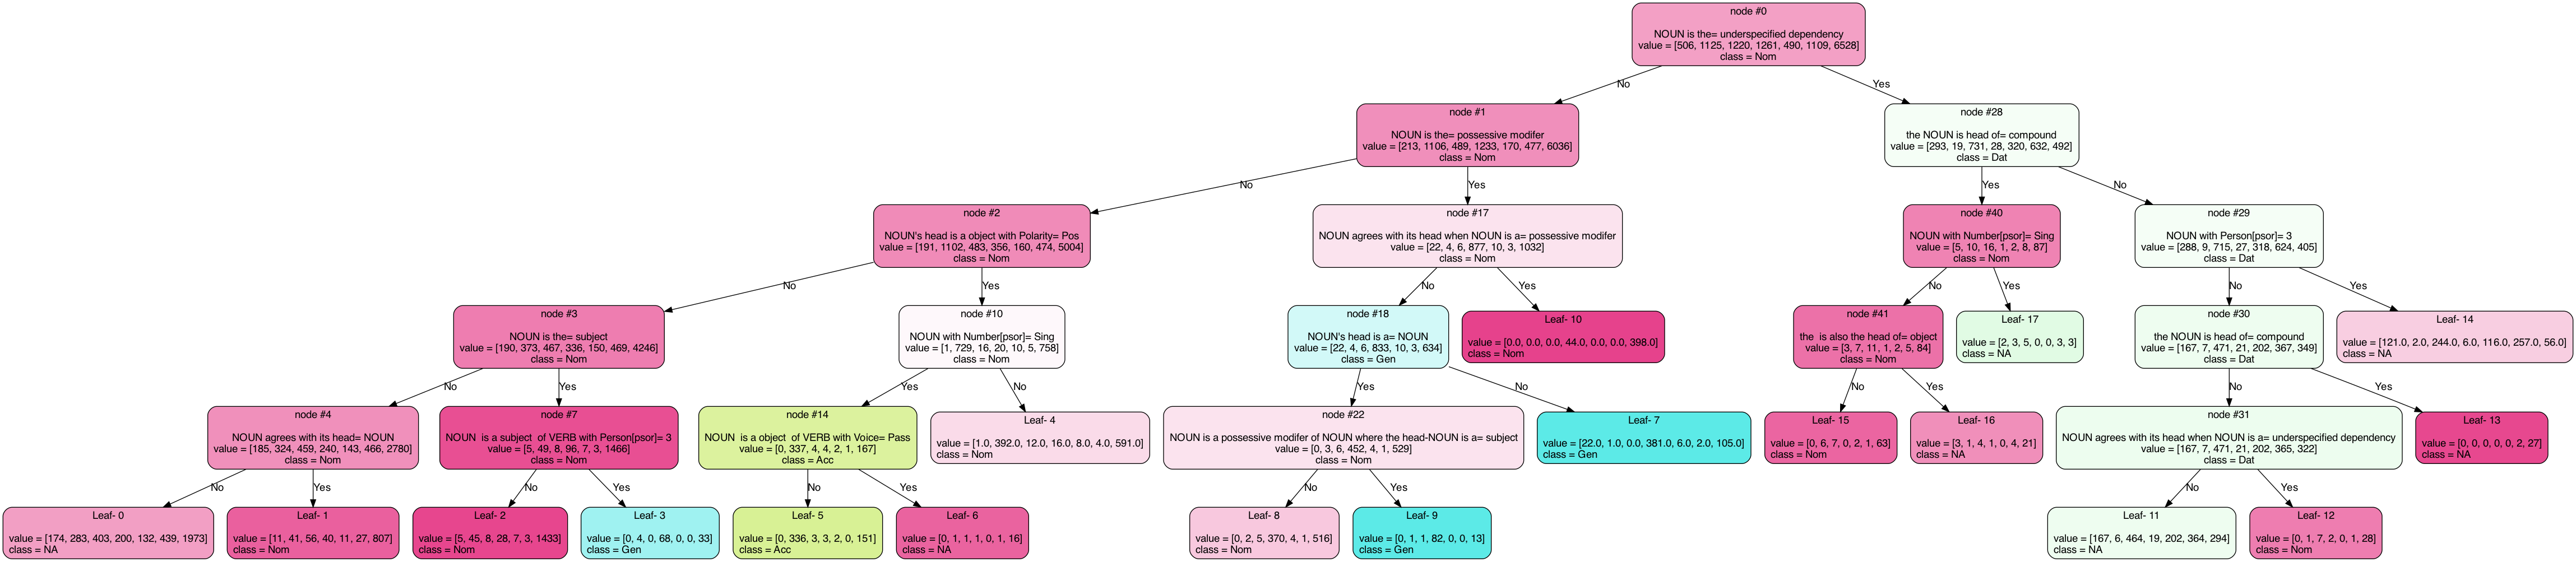 node #0
NOUN is the= underspecified dependency
value = [506, 1125, 1220, 1261, 490, 1109, 6528]
class = Nom
No
Yes
node #1
NOUN is the= possessive modifer
value = [213, 1106, 489, 1233, 170, 477, 6036]
class = Nom
node #28
the NOUN is head of= compound
value = [293, 19, 731, 28, 320, 632, 492]
class = Dat
No
Yes
Yes
No
node #2
NOUN's head is a object with Polarity= Pos
value = [191, 1102, 483, 356, 160, 474, 5004]
class = Nom
node #17
NOUN agrees with its head when NOUN is a= possessive modifer
value = [22, 4, 6, 877, 10, 3, 1032]
class = Nom
node #40
NOUN with Number[psor]= Sing
value = [5, 10, 16, 1, 2, 8, 87]
class = Nom
node #29
NOUN with Person[psor]= 3
value = [288, 9, 715, 27, 318, 624, 405]
class = Dat
No
Yes
No
Yes
No
Yes
No
Yes
node #3
NOUN is the= subject
value = [190, 373, 467, 336, 150, 469, 4246]
class = Nom
node #10
NOUN with Number[psor]= Sing
value = [1, 729, 16, 20, 10, 5, 758]
class = Nom
node #18
NOUN's head is a= NOUN
value = [22, 4, 6, 833, 10, 3, 634]
class = Gen
Leaf- 10
value = [0.0, 0.0, 0.0, 44.0, 0.0, 0.0, 398.0]
class = Nom
node #41
the  is also the head of= object
value = [3, 7, 11, 1, 2, 5, 84]
class = Nom
Leaf- 17
value = [2, 3, 5, 0, 0, 3, 3]
class = NA
node #30
the NOUN is head of= compound
value = [167, 7, 471, 21, 202, 367, 349]
class = Dat
Leaf- 14
value = [121.0, 2.0, 244.0, 6.0, 116.0, 257.0, 56.0]
class = NA
No
Yes
Yes
No
Yes
No
No
Yes
No
Yes
node #4
NOUN agrees with its head= NOUN
value = [185, 324, 459, 240, 143, 466, 2780]
class = Nom
node #7
NOUN  is a subject  of VERB with Person[psor]= 3
value = [5, 49, 8, 96, 7, 3, 1466]
class = Nom
node #14
NOUN  is a object  of VERB with Voice= Pass
value = [0, 337, 4, 4, 2, 1, 167]
class = Acc
Leaf- 4
value = [1.0, 392.0, 12.0, 16.0, 8.0, 4.0, 591.0]
class = Nom
node #22
NOUN is a possessive modifer of NOUN where the head-NOUN is a= subject
value = [0, 3, 6, 452, 4, 1, 529]
class = Nom
Leaf- 7
value = [22.0, 1.0, 0.0, 381.0, 6.0, 2.0, 105.0]
class = Gen
Leaf- 15
value = [0, 6, 7, 0, 2, 1, 63]
class = Nom
Leaf- 16
value = [3, 1, 4, 1, 0, 4, 21]
class = NA
node #31
NOUN agrees with its head when NOUN is a= underspecified dependency
value = [167, 7, 471, 21, 202, 365, 322]
class = Dat
Leaf- 13
value = [0, 0, 0, 0, 0, 2, 27]
class = NA
No
Yes
No
Yes
No
Yes
No
Yes
No
Yes
Leaf- 0
value = [174, 283, 403, 200, 132, 439, 1973]
class = NA
Leaf- 1
value = [11, 41, 56, 40, 11, 27, 807]
class = Nom
Leaf- 2
value = [5, 45, 8, 28, 7, 3, 1433]
class = Nom
Leaf- 3
value = [0, 4, 0, 68, 0, 0, 33]
class = Gen
Leaf- 5
value = [0, 336, 3, 3, 2, 0, 151]
class = Acc
Leaf- 6
value = [0, 1, 1, 1, 0, 1, 16]
class = NA
Leaf- 8
value = [0, 2, 5, 370, 4, 1, 516]
class = Nom
Leaf- 9
value = [0, 1, 1, 82, 0, 0, 13]
class = Gen
Leaf- 11
value = [167, 6, 464, 19, 202, 364, 294]
class = NA
Leaf- 12
value = [0, 1, 7, 2, 0, 1, 28]
class = Nom